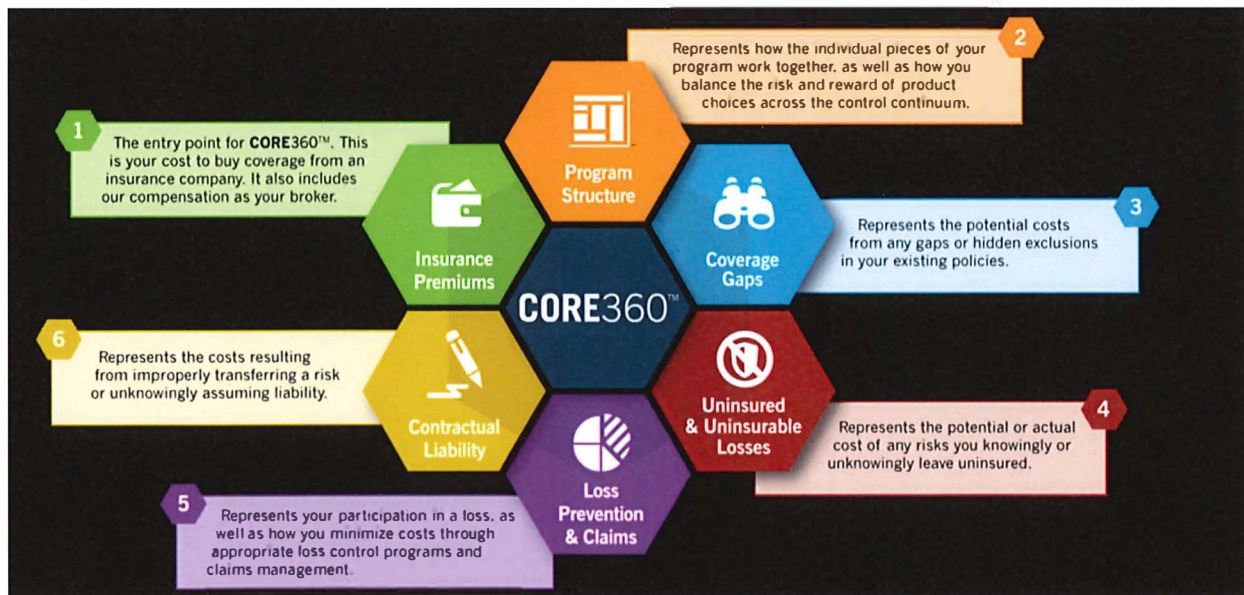 1
The entry point for CORE360™. This
is your cost to buy coverage from an
insurance company. It also includes
our compensation as your broker.
Insurance
Premiums
2
Represents how the individual pieces of your
program work together, as well as how you
balance the risk and reward of product
choices across the control continuum.
Program
Structure
3
Represents the potential costs
from any gaps or hidden exclusions
in your existing policies.
Coverage
Gaps
CORE360™
4
Represents the potential or actual
cost of any risks you knowingly or
unknowingly leave uninsured.
Uninsured
& Uninsurable
Losses
5
Represents your participation in a loss, as
well as how you minimize costs through
appropriate loss control programs and
claims management.
Loss
Prevention
& Claims
6
Represents the costs resulting
from improperly transferring a risk
or unknowingly assuming liability.
Contractual
Liability